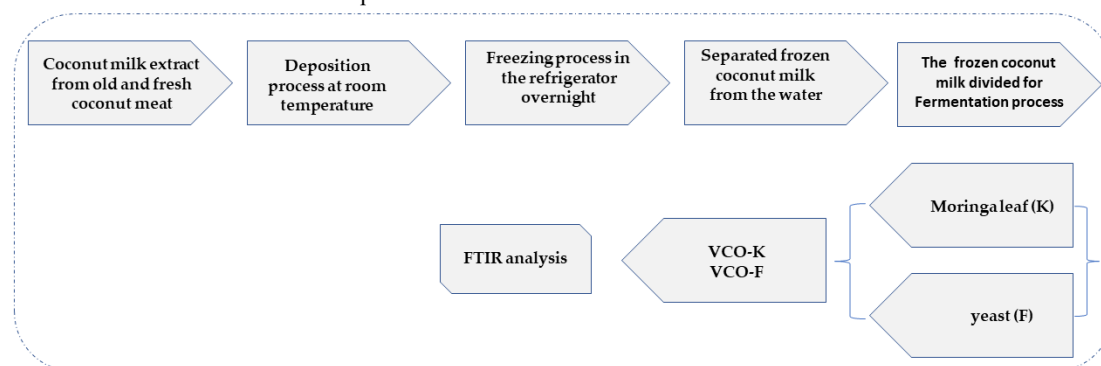 Coconut milk extract
from old and fresh
coconut meat
Deposition
process at room
temperature
Freezing process in
the refrigerator
overnight
Separated frozen
coconut milk
from the water
The frozen coconut
milk divided for
Fermentation process
Moringa leaf (K)
FTIR analysis
VCO-K
VCO-F
yeast (F)